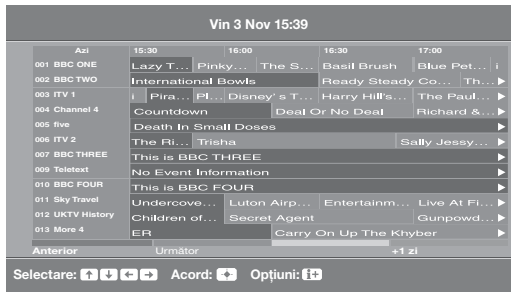 Vin 3 Nov 15:39
Azi 15:30 16:00 16:30 17:00
001 BBC ONE Lazy T... Pinky... The S... Basil Brush Blue Pet... i
002 BBC TWO International Bowls Ready Steady Co... Th...
003 ITV 1 i Pira... Pl... Disney' s T... Harry Hill's... The Paul...
004 Channel 4 Countdown Deal Or No Deal Richard &...
005 five Death In Small Doses
006 ITV 2 The Ri... Trisha Sally Jessy...
007 BBC THREE This is BBC THREE
009 Teletext No Event Information
010 BBC FOUR This is BBC FOUR
011 Sky Travel Undercove... Luton Airp... Entertainm... Live At Fi...
012 UKTV History Children of... Secret Agent Gunpowd...
013 More 4 ER Carry On Up The Khyber
Anterior Următor +1 zi
Selectare: Acord: Opțiuni: i+